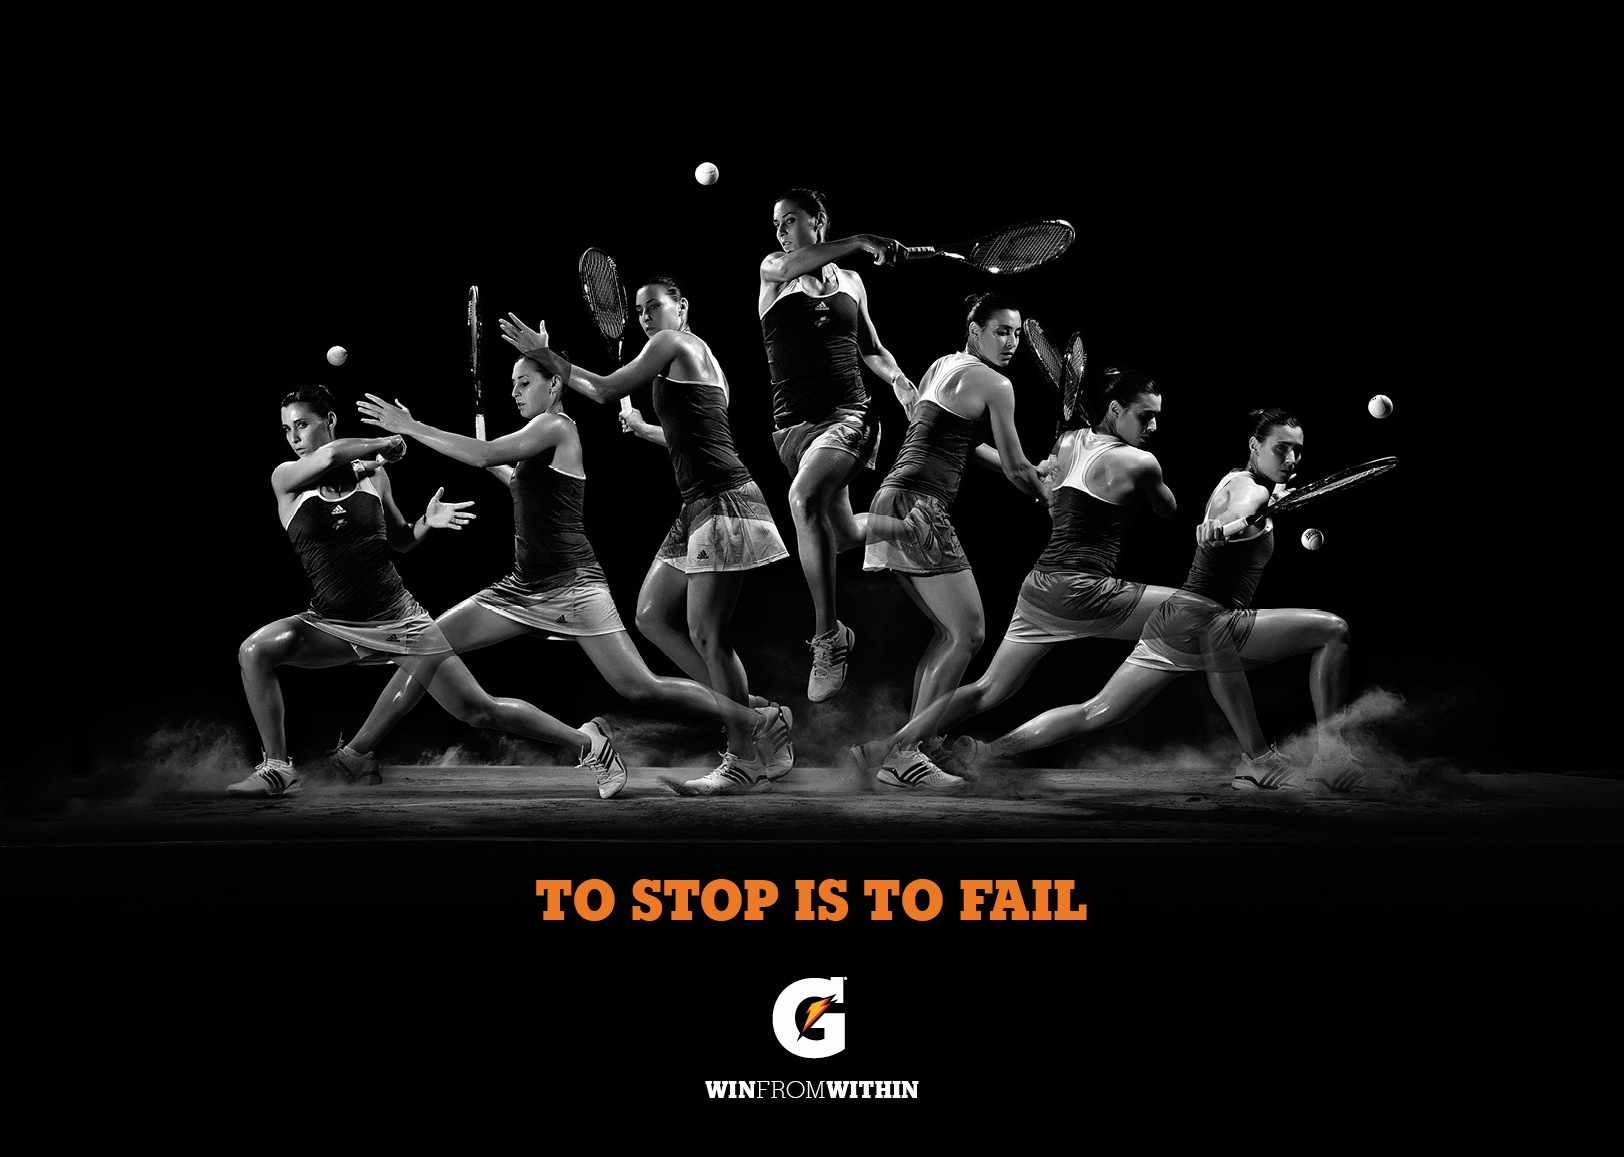 TO STOP IS TO FAIL
G
WINFROMWITHIN